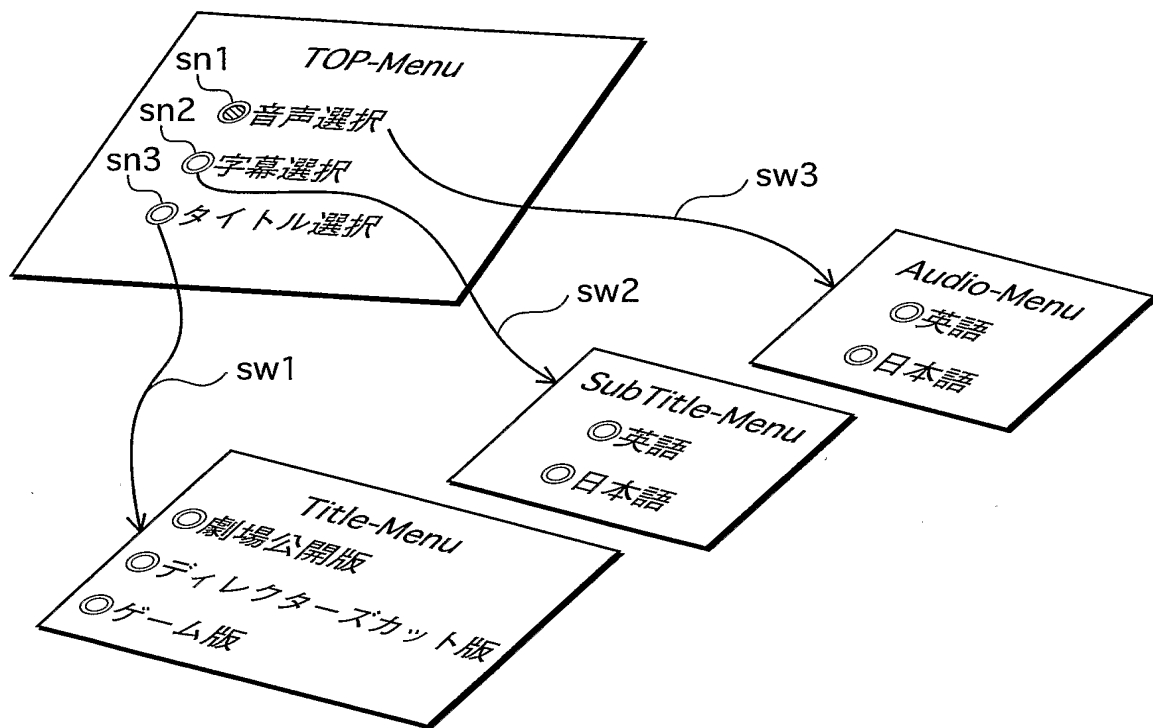 TOP-Menu
sn1
音声選択
sn2
字幕選択
sn3
タイトル選択
sw3
Audio-Menu
英語
日本語
sw2
SubTitle-Menu
英語
日本語
sw1
Title-Menu
劇場公開版
ディレクターズカット版
ゲーム版